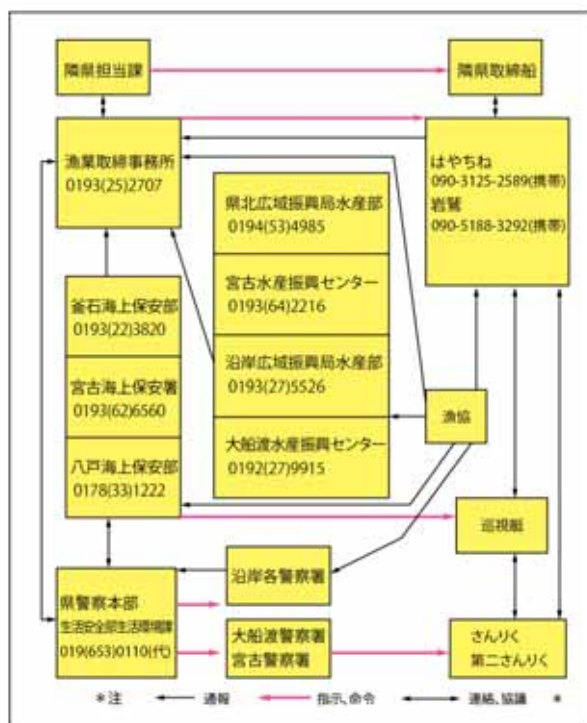 隣県担当課
隣県取締船
漁業取締事務所
0193(25)2707
はやちね
090-3125-2589(携帯)
岩鷲
090-5188-3292(携帯)
県北広域振興局水産部
0194(53)4985
宮古水産振興センター
0193(64)2216
沿岸広域振興局水産部
0193(27)5526
大船渡水産振興センター
0192(27)9915
釜石海上保安部
0193(22)3820
宮古海上保安署
0193(62)6560
八戸海上保安部
0178(33)1222
漁協
巡視艇
県警察本部
生活安全部生活環境課
019(653)0110(代)
沿岸各警察署
大船渡警察署
宮古警察署
さんりく
第二さんりく
*注 通報 指示、命令 連絡、協議 *